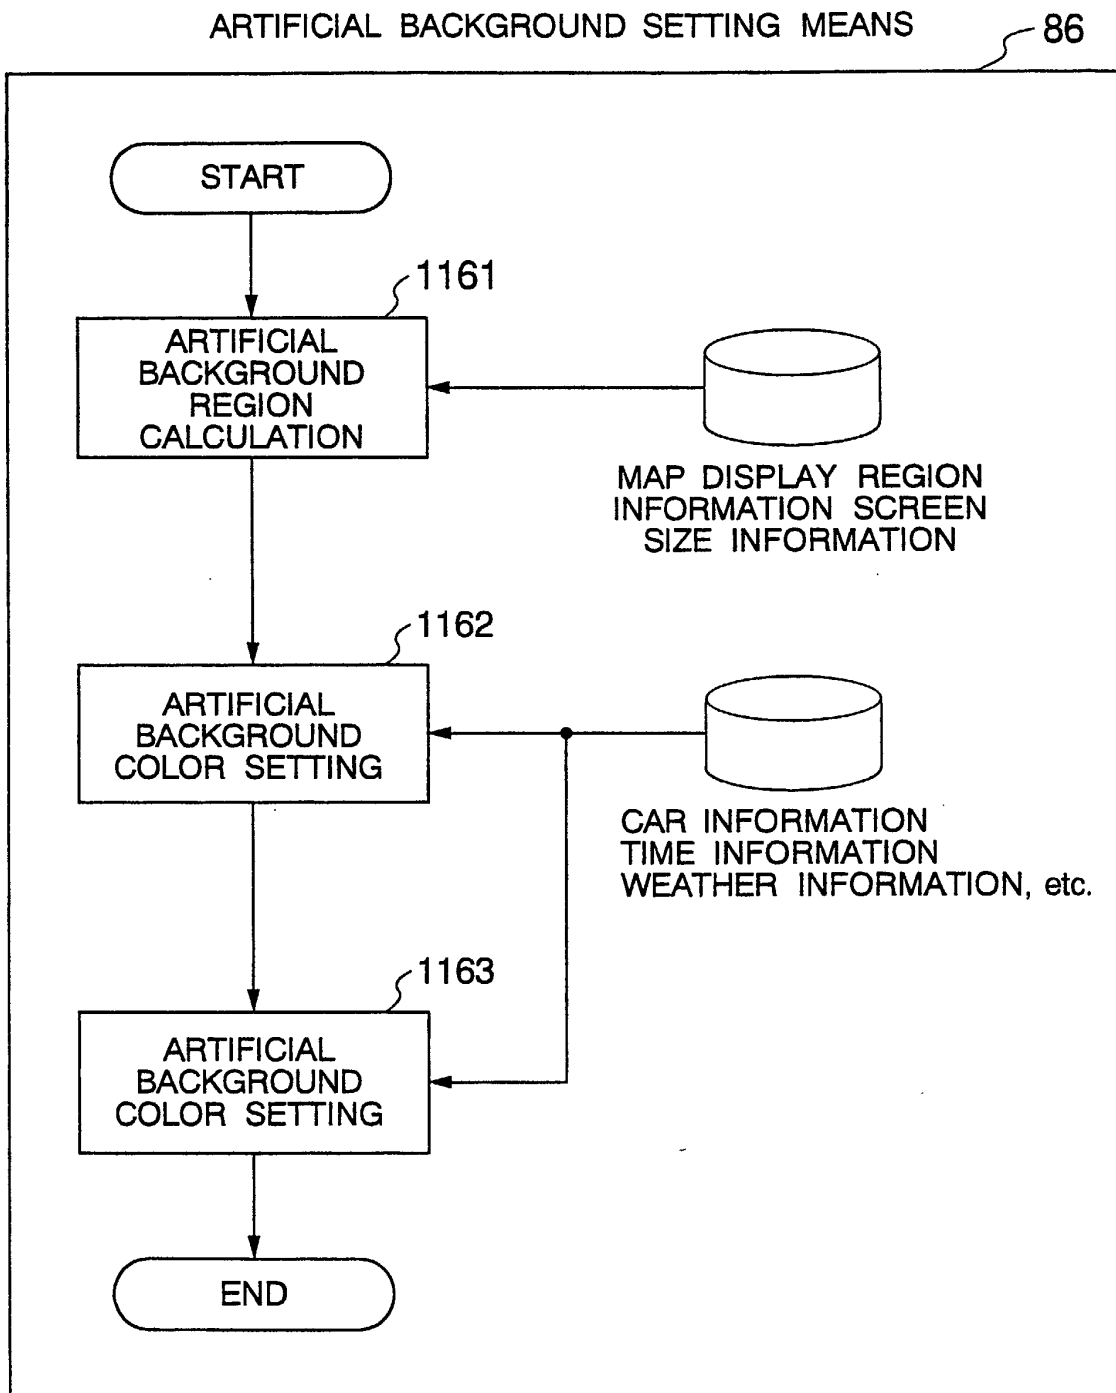 ARTIFICIAL BACKGROUND SETTING MEANS
86
START
1161
ARTIFICIAL
BACKGROUND
REGION
CALCULATION
MAP DISPLAY REGION
INFORMATION SCREEN
SIZE INFORMATION
1162
ARTIFICIAL
BACKGROUND
COLOR SETTING
CAR INFORMATION
TIME INFORMATION
WEATHER INFORMATION, etc.
1163
ARTIFICIAL
BACKGROUND
COLOR SETTING
END